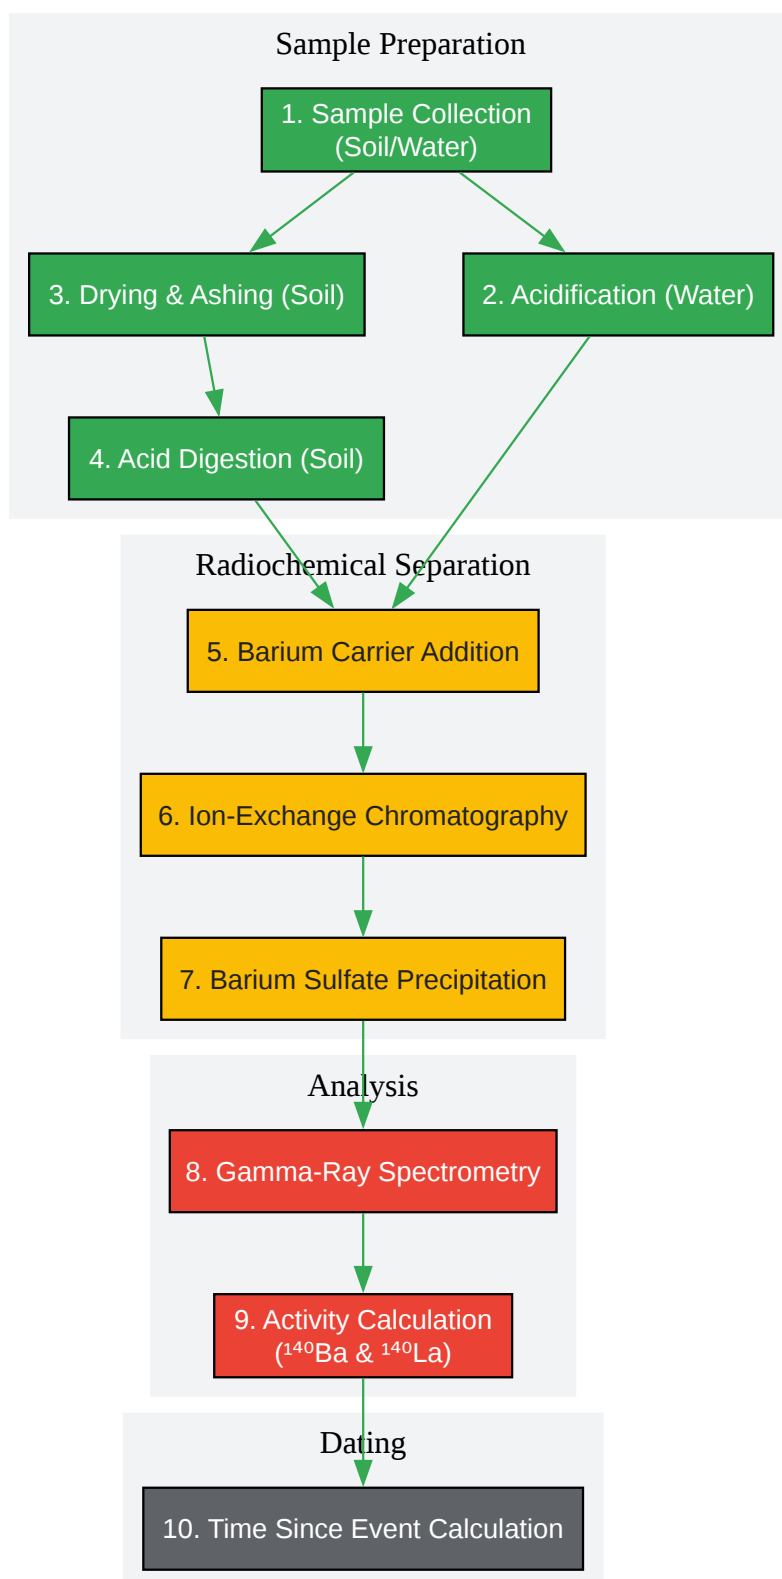 Sample Preparation
1. Sample Collection
(Soil/Water)
3. Drying & Ashing (Soil)
2. Acidification (Water)
4. Acid Digestion (Soil)
Radiochemical Separation
5. Barium Carrier Addition
6. Ion-Exchange Chromatography
7. Barium Sulfate Precipitation
Analysis
8. Gamma-Ray Spectrometry
9. Activity Calculation
(¹⁴⁰Ba & ¹⁴⁰La)
Dating
10. Time Since Event Calculation